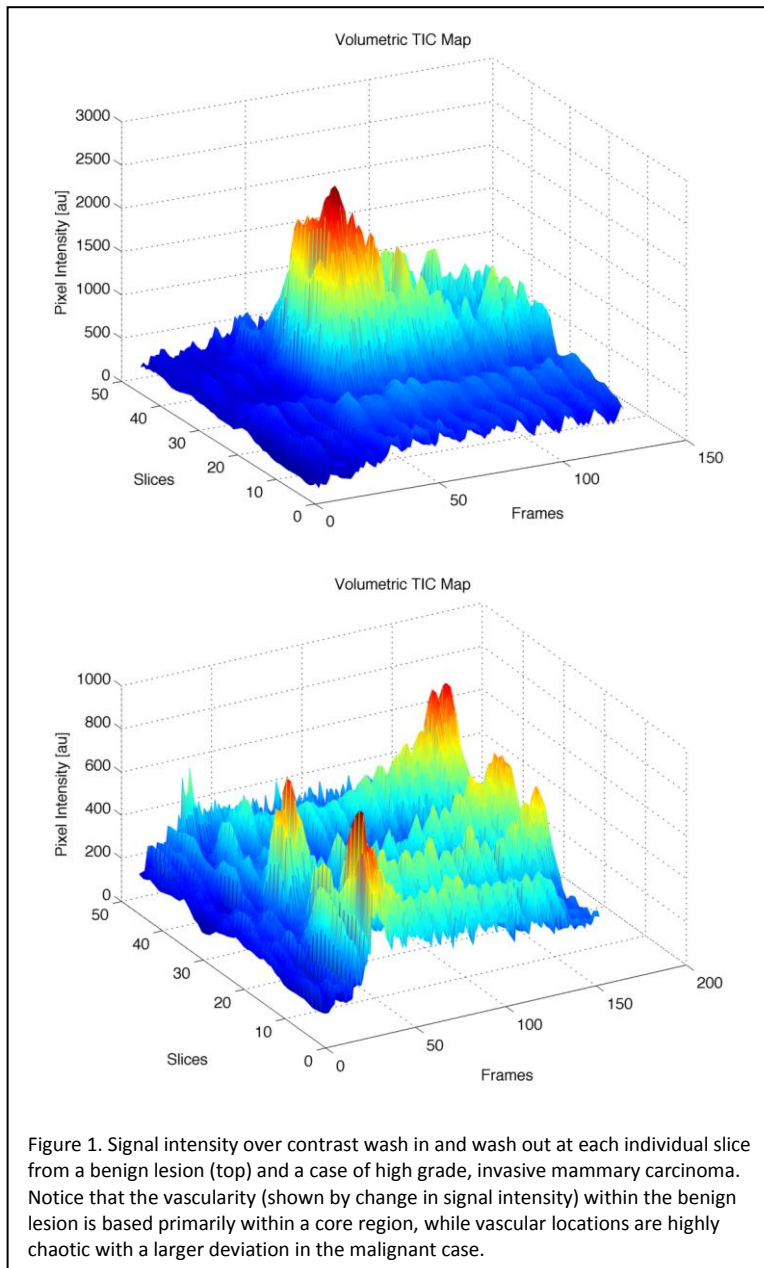 Volumetric TIC Map
3000
2500
2000
1500
1000
500
0
Pixel Intensity [au]
50
40
30
20
10
0
Slices
0
50
100
150
Frames
Volumetric TIC Map
1000
800
600
400
200
0
Pixel Intensity [au]
50
40
30
20
10
0
Slices
0
50
100
150
200
Frames
Figure 1. Signal intensity over contrast wash in and wash out at each individual slice
from a benign lesion (top) and a case of high grade, invasive mammary carcinoma.
Notice that the vascularity (shown by change in signal intensity) within the benign
lesion is based primarily within a core region, while vascular locations are highly
chaotic with a larger deviation in the malignant case.